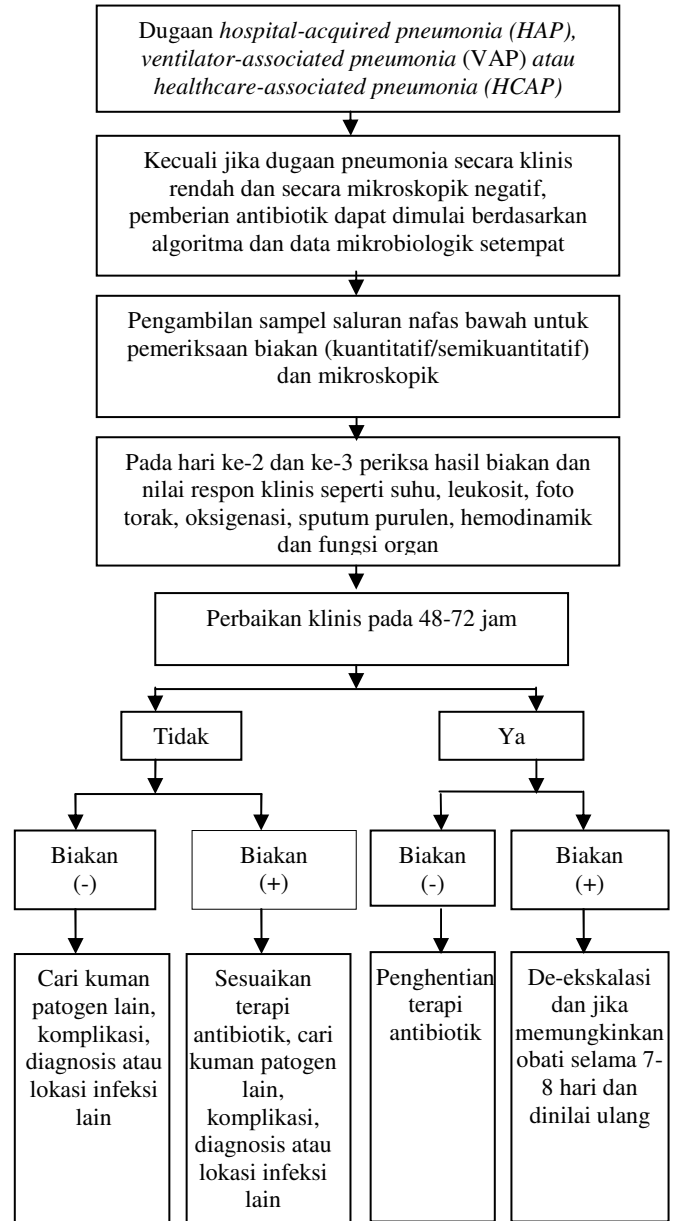 Dugaan hospital-acquired pneumonia (HAP),
ventilator-associated pneumonia (VAP) atau
healthcare-associated pneumonia (HCAP)
Kecuali jika dugaan pneumonia secara klinis
rendah dan secara mikroskopik negatif,
pemberian antibiotik dapat dimulai berdasarkan
algoritma dan data mikrobiologik setempat
Pengambilan sampel saluran nafas bawah untuk
pemeriksaan biakan (kuantitatif/semikuantitatif)
dan mikroskopik
Pada hari ke-2 dan ke-3 periksa hasil biakan dan
nilai respon klinis seperti suhu, leukosit, foto
torak, oksigenasi, sputum purulen, hemodinamik
dan fungsi organ
Perbaikan klinis pada 48-72 jam
Tidak
Ya
Biakan
(-)
Biakan
(+)
Biakan
(-)
Biakan
(+)
Cari kuman
patogen lain,
komplikasi,
diagnosis atau
lokasi infeksi
lain
Sesuaikan
terapi
antibiotik, cari
kuman patogen
lain,
komplikasi,
diagnosis atau
lokasi infeksi
lain
Penghentian
terapi
antibiotik
De-ekskalasi
dan jika
memungkinkan
obati selama 7-
8 hari dan
dinilai ulang